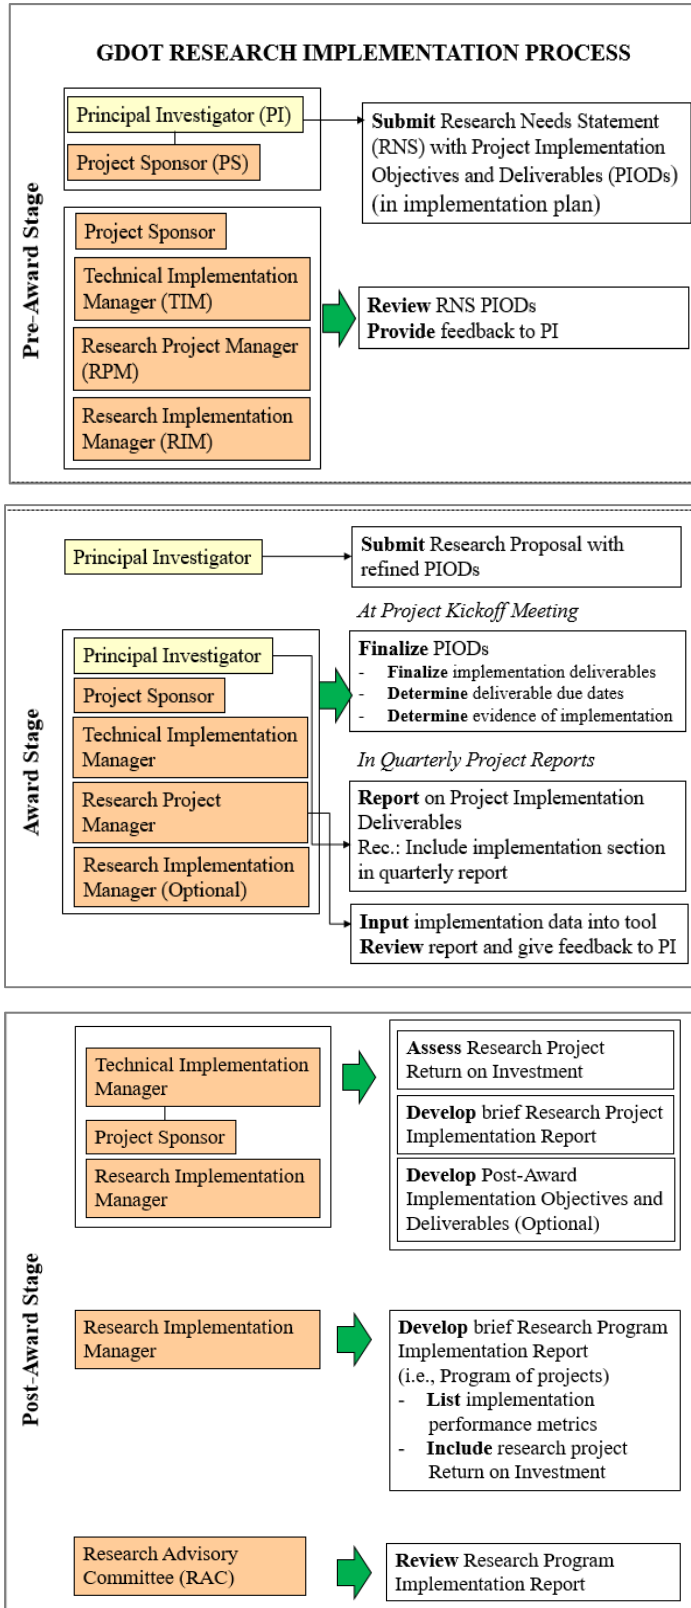 GDOT RESEARCH IMPLEMENTATION PROCESS
Pre-Award Stage
Principal Investigator (PI)
Project Sponsor (PS)
Submit Research Needs Statement
(RNS) with Project Implementation
Objectives and Deliverables (PIODs)
(in implementation plan)
Project Sponsor
Technical Implementation
Manager (TIM)
Research Project Manager
(RPM)
Research Implementation
Manager (RIM)
Review RNS PIODs
Provide feedback to PI
Award Stage
Principal Investigator
Submit Research Proposal with
refined PIODs
At Project Kickoff Meeting
Principal Investigator
Project Sponsor
Technical Implementation
Manager
Research Project
Manager
Research Implementation
Manager (Optional)
Finalize PIODs
- Finalize implementation deliverables
- Determine deliverable due dates
- Determine evidence of implementation
In Quarterly Project Reports
Report on Project Implementation
Deliverables
Rec.: Include implementation section
in quarterly report
Input implementation data into tool
Review report and give feedback to PI
Post-Award Stage
Technical Implementation
Manager
Project Sponsor
Research Implementation
Manager
Assess Research Project
Return on Investment
Develop brief Research Project
Implementation Report
Develop Post-Award
Implementation Objectives and
Deliverables (Optional)
Research Implementation
Manager
Develop brief Research Program
Implementation Report
(i.e., Program of projects)
- List implementation
performance metrics
- Include research project
Return on Investment
Research Advisory
Committee (RAC)
Review Research Program
Implementation Report